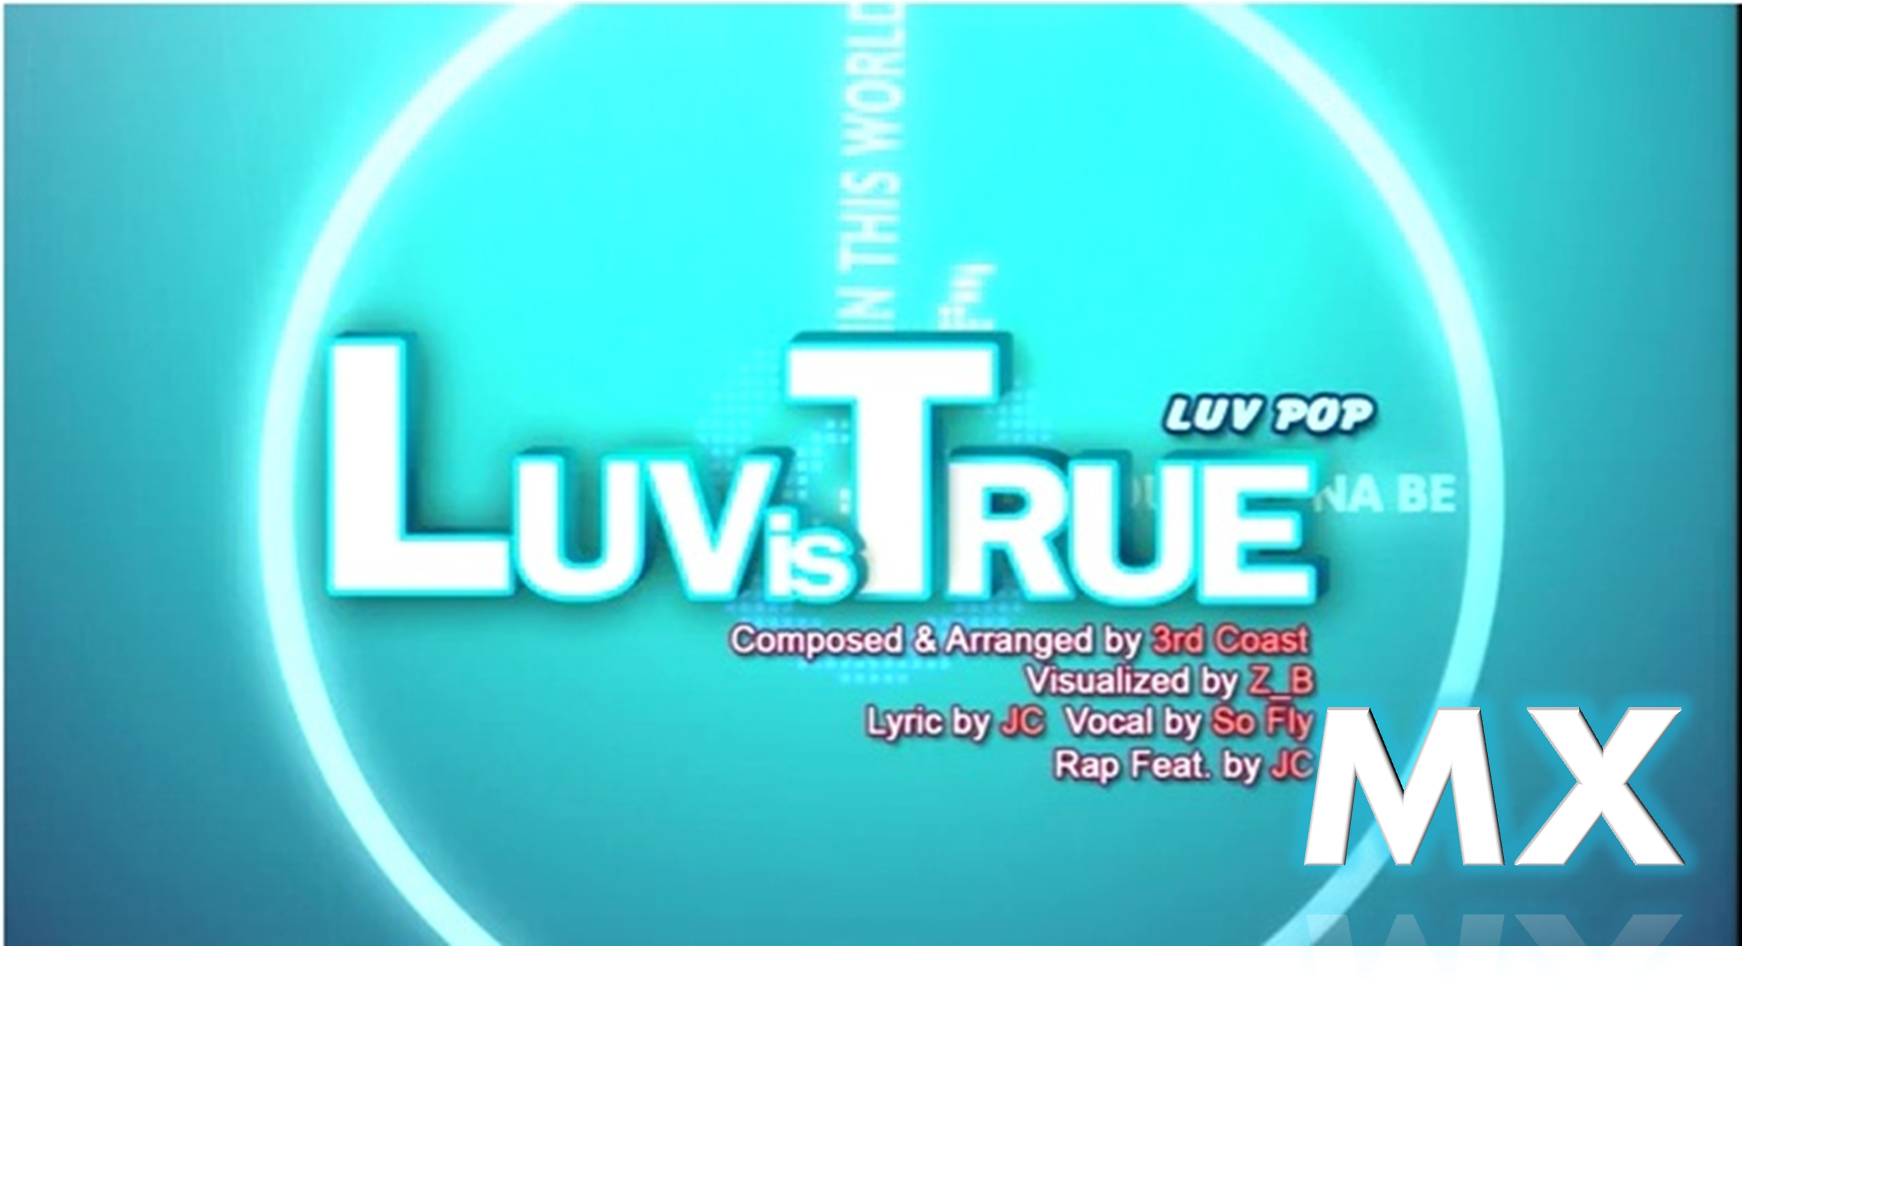 IN THIS WORLD
LUV POP
LUV is TRUE
NA BE
Composed & Arranged by 3rd Coast
Visualized by Z_B
Lyric by JC Vocal by So Fly
Rap Feat. by JC
MX